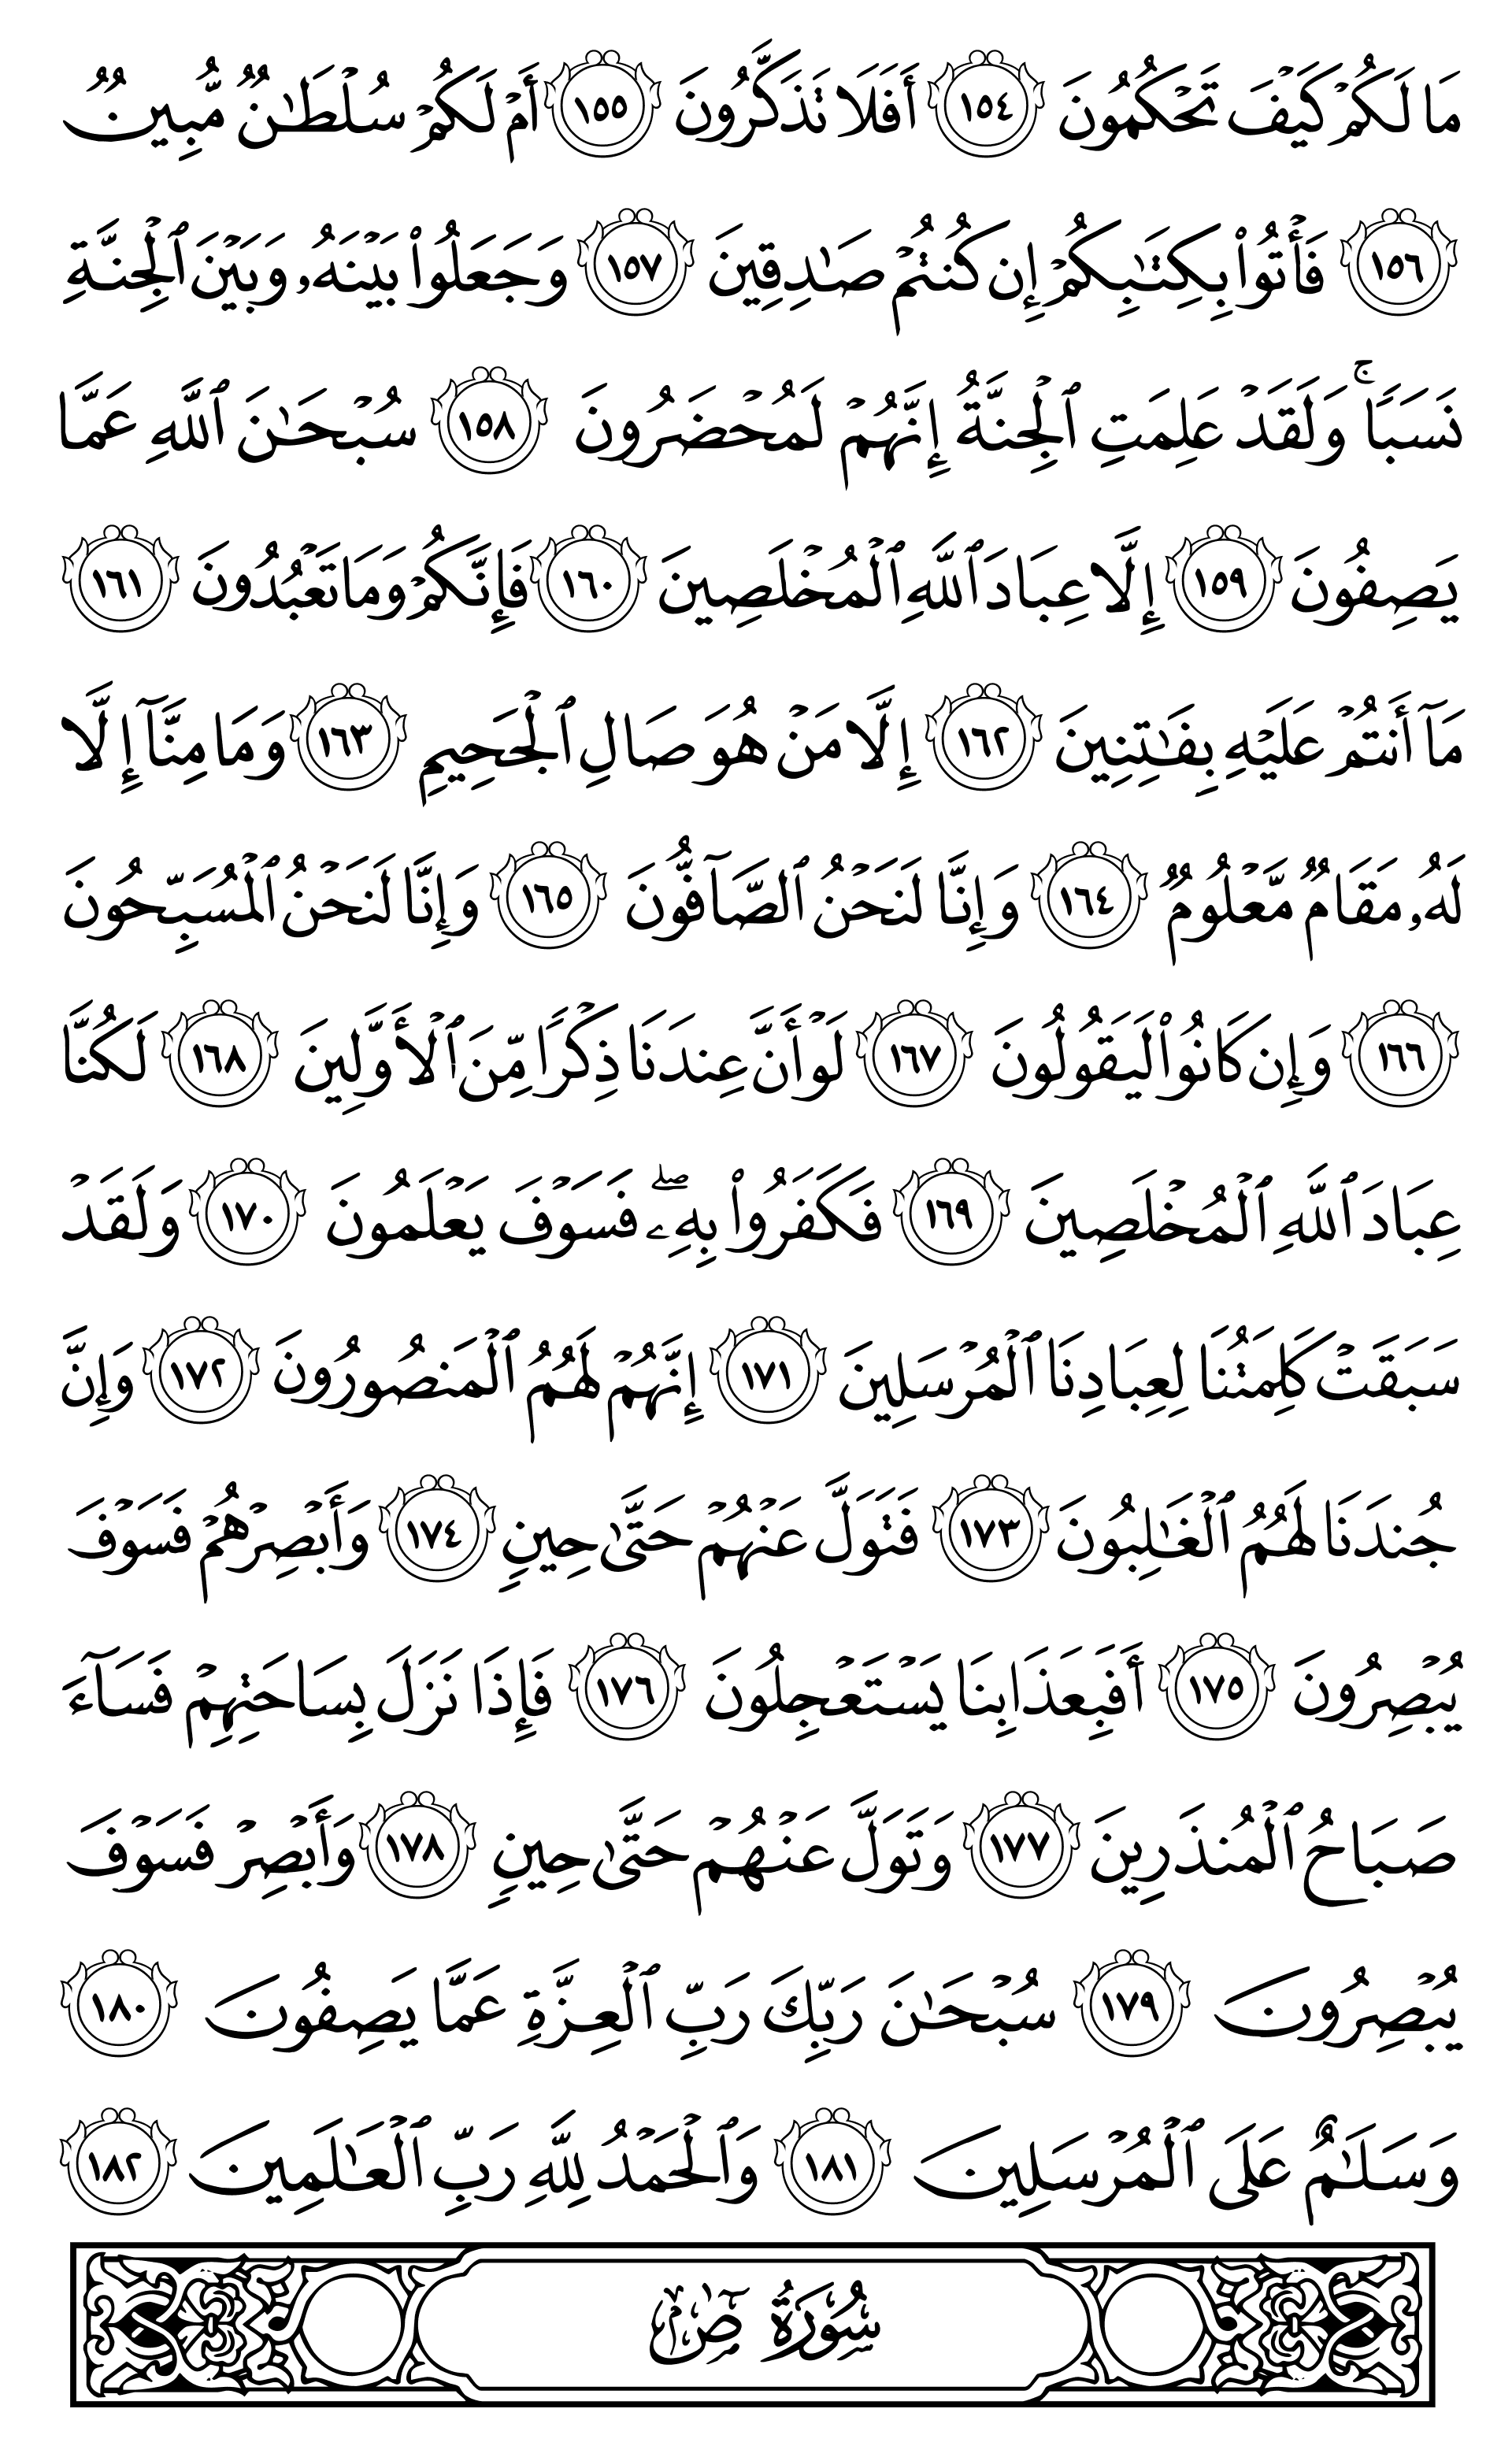 مَا لَكُمۡ كَيۡفَ تَحۡكُمُونَ ١٥٤ أَفَلَا تَذَكَّرُونَ ١٥٥ أَمۡ لَكُمۡ سُلۡطَٰنٞ مُّبِينٞ
١٥٦ فَأۡتُواْ بِكِتَٰبِكُمۡ إِن كُنتُمۡ صَٰدِقِينَ ١٥٧ وَجَعَلُواْ بَيۡنَهُۥ وَبَيۡنَ ٱلۡجِنَّةِ
نَسَبٗاۚ وَلَقَدۡ عَلِمَتِ ٱلۡجِنَّةُ إِنَّهُمۡ لَمُحۡضَرُونَ ١٥٨ سُبۡحَٰنَ ٱللَّهِ عَمَّا
يَصِفُونَ ١٥٩ إِلَّا عِبَادَ ٱللَّهِ ٱلۡمُخۡلَصِينَ ١٦٠ فَإِنَّكُمۡ وَمَا تَعۡبُدُونَ ١٦١
مَآ أَنتُمۡ عَلَيۡهِ بِفَٰتِنِينَ ١٦٢ إِلَّا مَنۡ هُوَ صَالِ ٱلۡجَحِيمِ ١٦٣ وَمَا مِنَّآ إِلَّا
لَهُۥ مَقَامٞ مَّعۡلُومٞ ١٦٤ وَإِنَّا لَنَحۡنُ ٱلصَّآفُّونَ ١٦٥ وَإِنَّا لَنَحۡنُ ٱلۡمُسَبِّحُونَ
١٦٦ وَإِن كَانُواْ لَيَقُولُونَ ١٦٧ لَوۡ أَنَّ عِندَنَا ذِكۡرٗا مِّنَ ٱلۡأَوَّلِينَ ١٦٨ لَكُنَّا
عِبَادَ ٱللَّهِ ٱلۡمُخۡلَصِينَ ١٦٩ فَكَفَرُواْ بِهِۦۖ فَسَوۡفَ يَعۡلَمُونَ ١٧٠ وَلَقَدۡ
سَبَقَتۡ كَلِمَتُنَا لِعِبَادِنَا ٱلۡمُرۡسَلِينَ ١٧١ إِنَّهُمۡ لَهُمُ ٱلۡمَنصُورُونَ ١٧٢ وَإِنَّ
جُندَنَا لَهُمُ ٱلۡغَٰلِبُونَ ١٧٣ فَتَوَلَّ عَنۡهُمۡ حَتَّىٰ حِينٖ ١٧٤ وَأَبۡصِرۡهُمۡ فَسَوۡفَ
يُبۡصِرُونَ ١٧٥ أَفَبِعَذَابِنَا يَسۡتَعۡجِلُونَ ١٧٦ فَإِذَا نَزَلَ بِسَاحَتِهِمۡ فَسَآءَ
صَبَاحُ ٱلۡمُنذَرِينَ ١٧٧ وَتَوَلَّ عَنۡهُمۡ حَتَّىٰ حِينٖ ١٧٨ وَأَبۡصِرۡ فَسَوۡفَ
يُبۡصِرُونَ ١٧٩ سُبۡحَٰنَ رَبِّكَ رَبِّ ٱلۡعِزَّةِ عَمَّا يَصِفُونَ ١٨٠
وَسَلَٰمٌ عَلَى ٱلۡمُرۡسَلِينَ ١٨١ وَٱلۡحَمۡدُ لِلَّهِ رَبِّ ٱلۡعَٰلَمِينَ ١٨٢
سُورَةُ صٓ